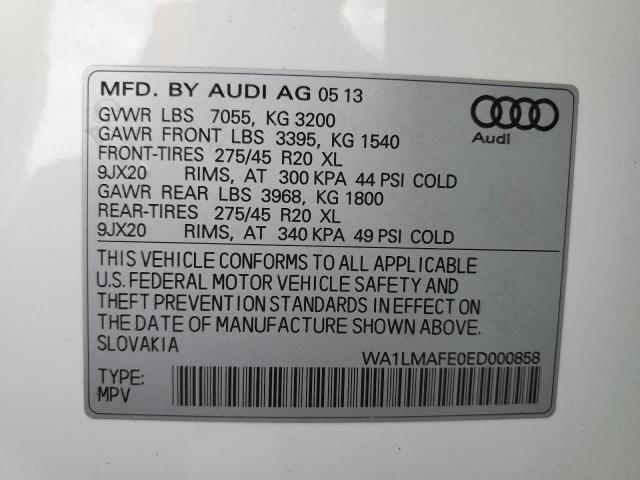 MFD. BY AUDI AG 05 13
GVWR LBS 7055, KG 3200
GAWR FRONT LBS 3395, KG 1540
FRONT-TIRES 275/45 R20 XL
9JX20 RIMS, AT 300 KPA 44 PSI COLD
GAWR REAR LBS 3968, KG 1800
REAR-TIRES 275/45 R20 XL
9JX20 RIMS, AT 340 KPA 49 PSI COLD
Audi
THIS VEHICLE CONFORMS TO ALL APPLICABLE
U.S. FEDERAL MOTOR VEHICLE SAFETY AND
THEFT PREVENTION STANDARDS IN EFFECT ON
THE DATE OF MANUFACTURE SHOWN ABOVE.
SLOVAKIA
WA1LMAFE0ED000858
TYPE:
MPV